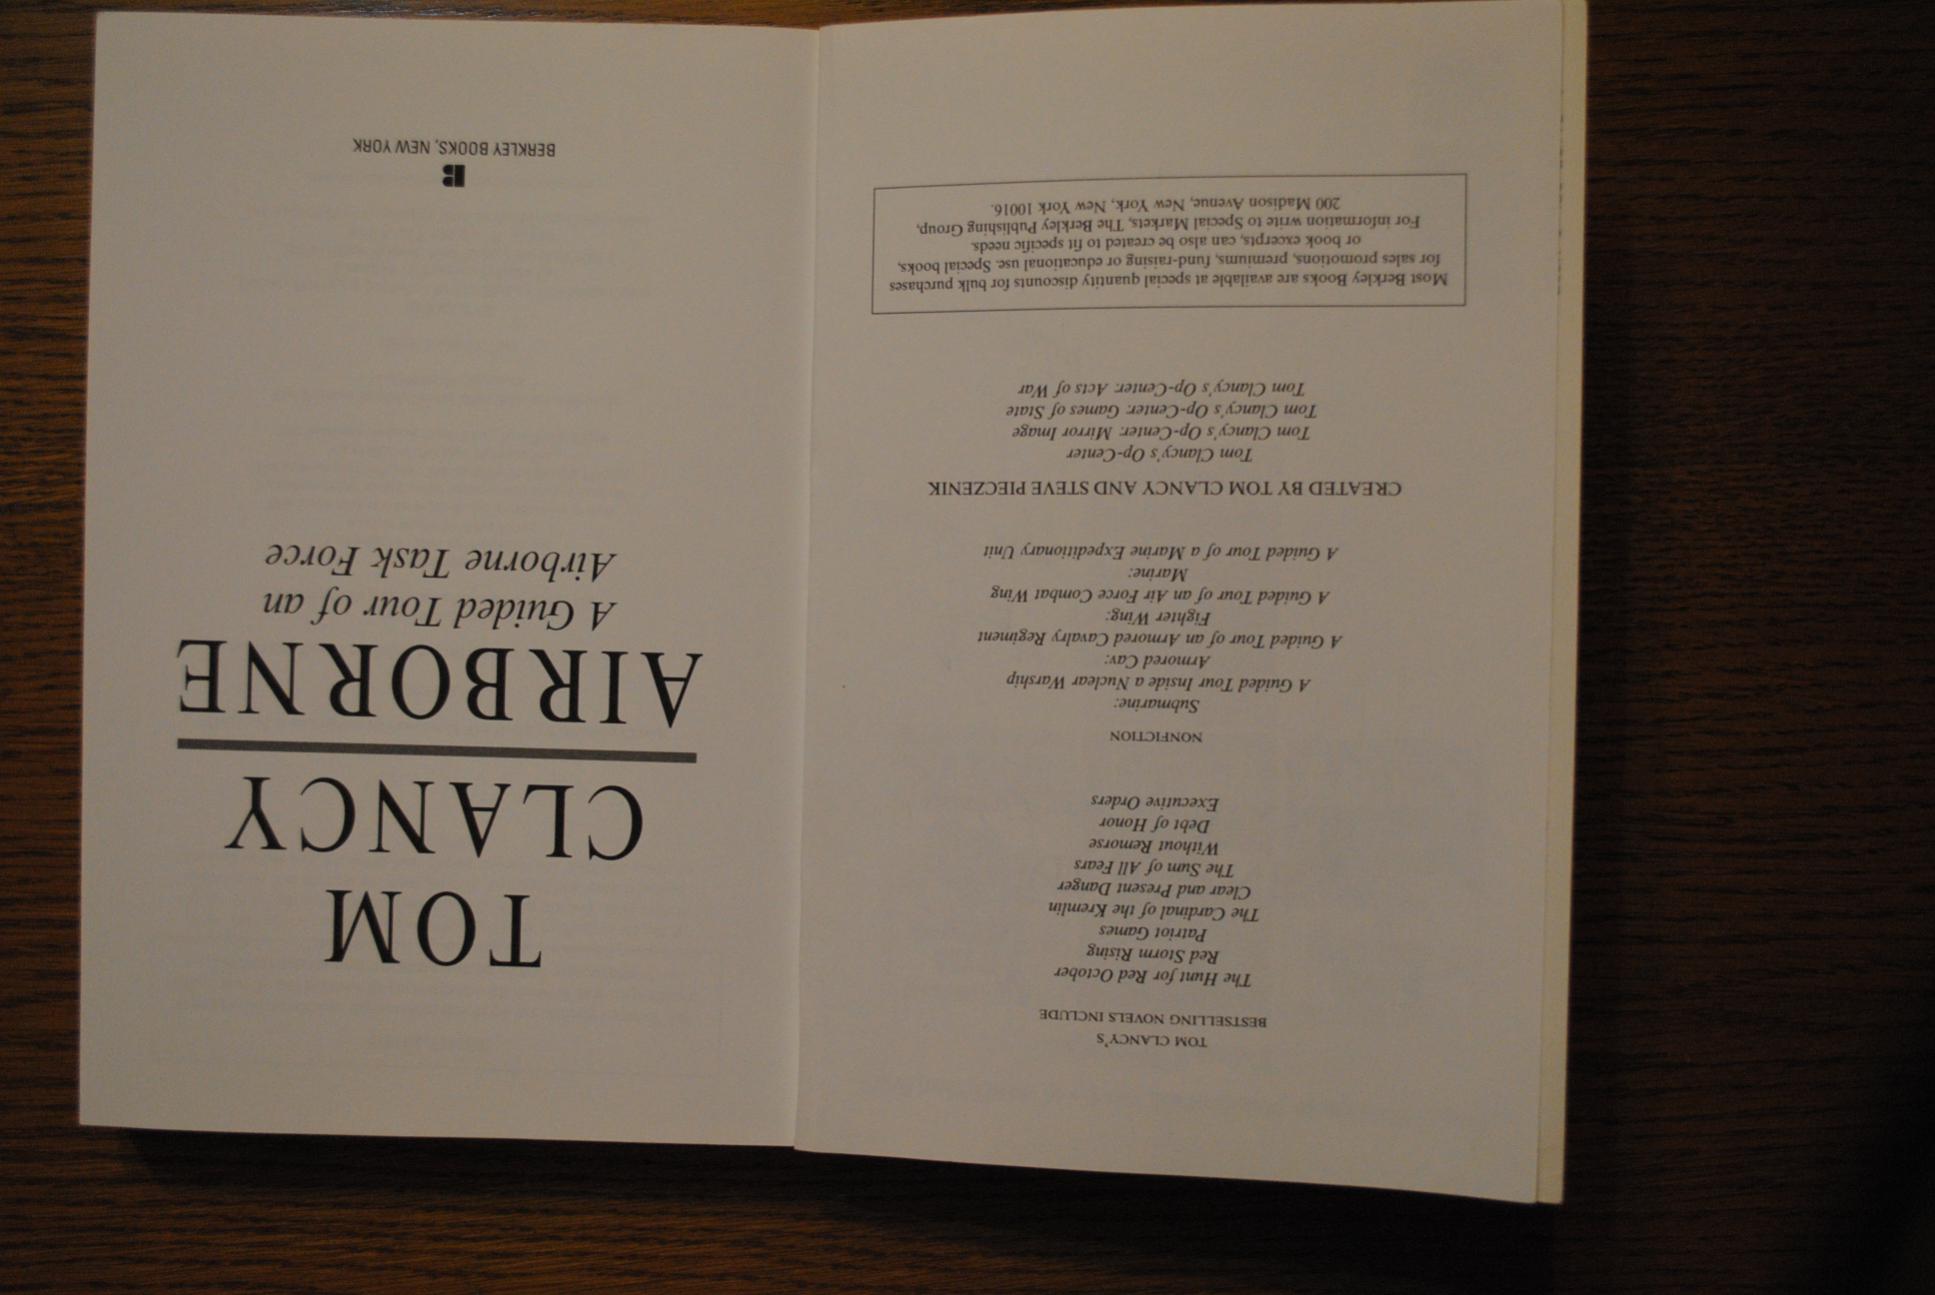 TOM CLANCY'S
BESTSELLING NOVELS INCLUDE
The Hunt for Red October
Red Storm Rising
Patriot Games
The Cardinal of the Kremlin
Clear and Present Danger
The Sum of All Fears
Without Remorse
Debt of Honor
Executive Orders
NONFICTION
Submarine:
A Guided Tour Inside a Nuclear Warship
Armored Cav:
A Guided Tour of an Armored Cavalry Regiment
Fighter Wing:
A Guided Tour of an Air Force Combat Wing
Marine:
A Guided Tour of a Marine Expeditionary Unit
CREATED BY TOM CLANCY AND STEVE PIECZENIK
Tom Clancy's Op-Center
Tom Clancy's Op-Center: Mirror Image
Tom Clancy's Op-Center: Games of State
Tom Clancy's Op-Center: Acts of War
Most Berkley Books are available at special quantity discounts for bulk purchases
for sales promotions, premiums, fund-raising or educational use. Special books,
or book excerpts, can also be created to fit specific needs.
For information write to Special Markets, The Berkley Publishing Group,
200 Madison Avenue, New York, New York 10016.
TOM
CLANCY
AIRBORNE
A Guided Tour of an
Airborne Task Force
B
BERKLEY BOOKS, NEW YORK